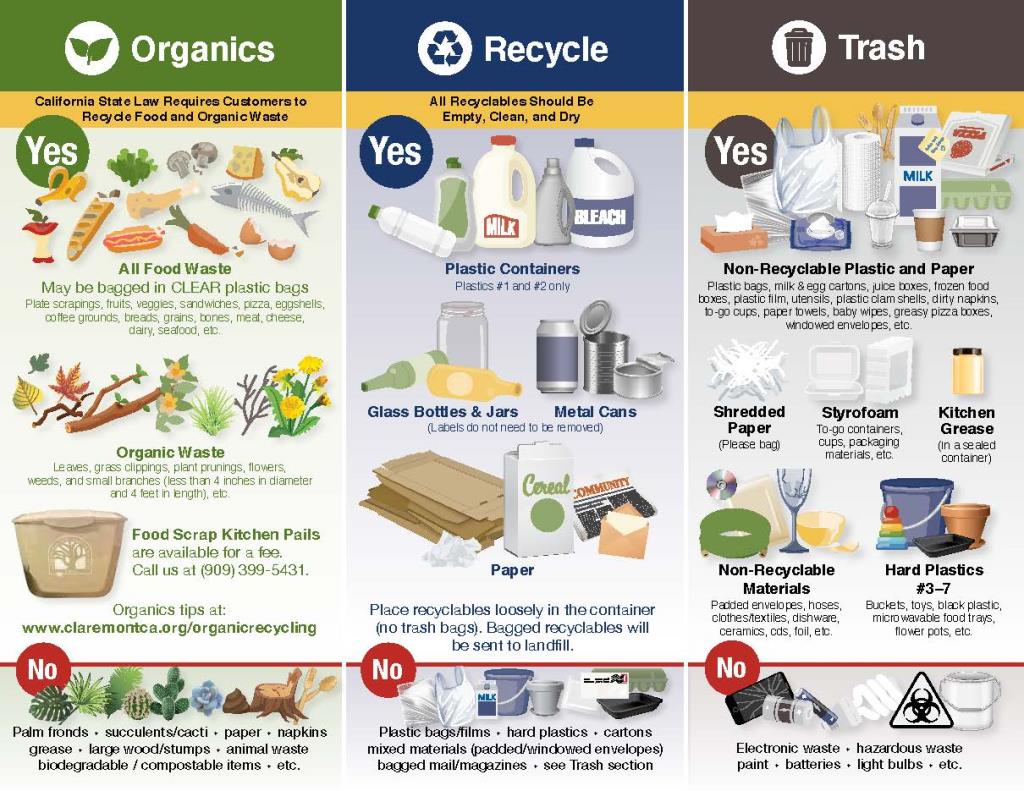 Organics
California State Law Requires Customers to
Recycle Food and Organic Waste
Yes
All Food Waste
May be bagged in CLEAR plastic bags
Plate scrapings, fruits, veggies, sandwiches, pizza, eggshells,
coffee grounds, breads, grains, bones, meat, cheese,
dairy, seafood, etc.
Organic Waste
Leaves, grass clippings, plant prunings, flowers,
weeds, and small branches (less than 4 inches in diameter
and 4 feet in length), etc.
Food Scrap Kitchen Pails
are available for a fee.
Call us at (909) 399-5431.
Organics tips at:
www.claremontca.org/organicrecycling
No
Palm fronds • succulents/cacti • paper • napkins
grease • large wood/stumps • animal waste
biodegradable / compostable items • etc.
Recycle
All Recyclables Should Be
Empty, Clean, and Dry
Yes
MILK
BLEACH
Plastic Containers
Plastics #1 and #2 only
Glass Bottles & Jars
Metal Cans
(Labels do not need to be removed)
Cereal
COMMUNITY
Paper
Place recyclables loosely in the container
(no trash bags). Bagged recyclables will
be sent to landfill.
No
MILK
Plastic bags/films • hard plastics • cartons
mixed materials (padded/windowed envelopes)
bagged mail/magazines • see Trash section
Trash
Yes
MILK
PIZZA
Non-Recyclable Plastic and Paper
Plastic bags, milk & egg cartons, juice boxes, frozen food
boxes, plastic film, utensils, plastic clam shells, dirty napkins,
to-go cups, paper towels, baby wipes, greasy pizza boxes,
windowed envelopes, etc.
Shredded
Paper
(Please bag)
Styrofoam
To-go containers,
cups, packaging
materials, etc.
Kitchen
Grease
(in a sealed
container)
Non-Recyclable
Materials
Padded envelopes, hoses,
clothes/textiles, dishware,
ceramics, cds, foil, etc.
Hard Plastics
#3–7
Buckets, toys, black plastic,
microwavable food trays,
flower pots, etc.
No
Electronic waste • hazardous waste
paint • batteries • light bulbs • etc.